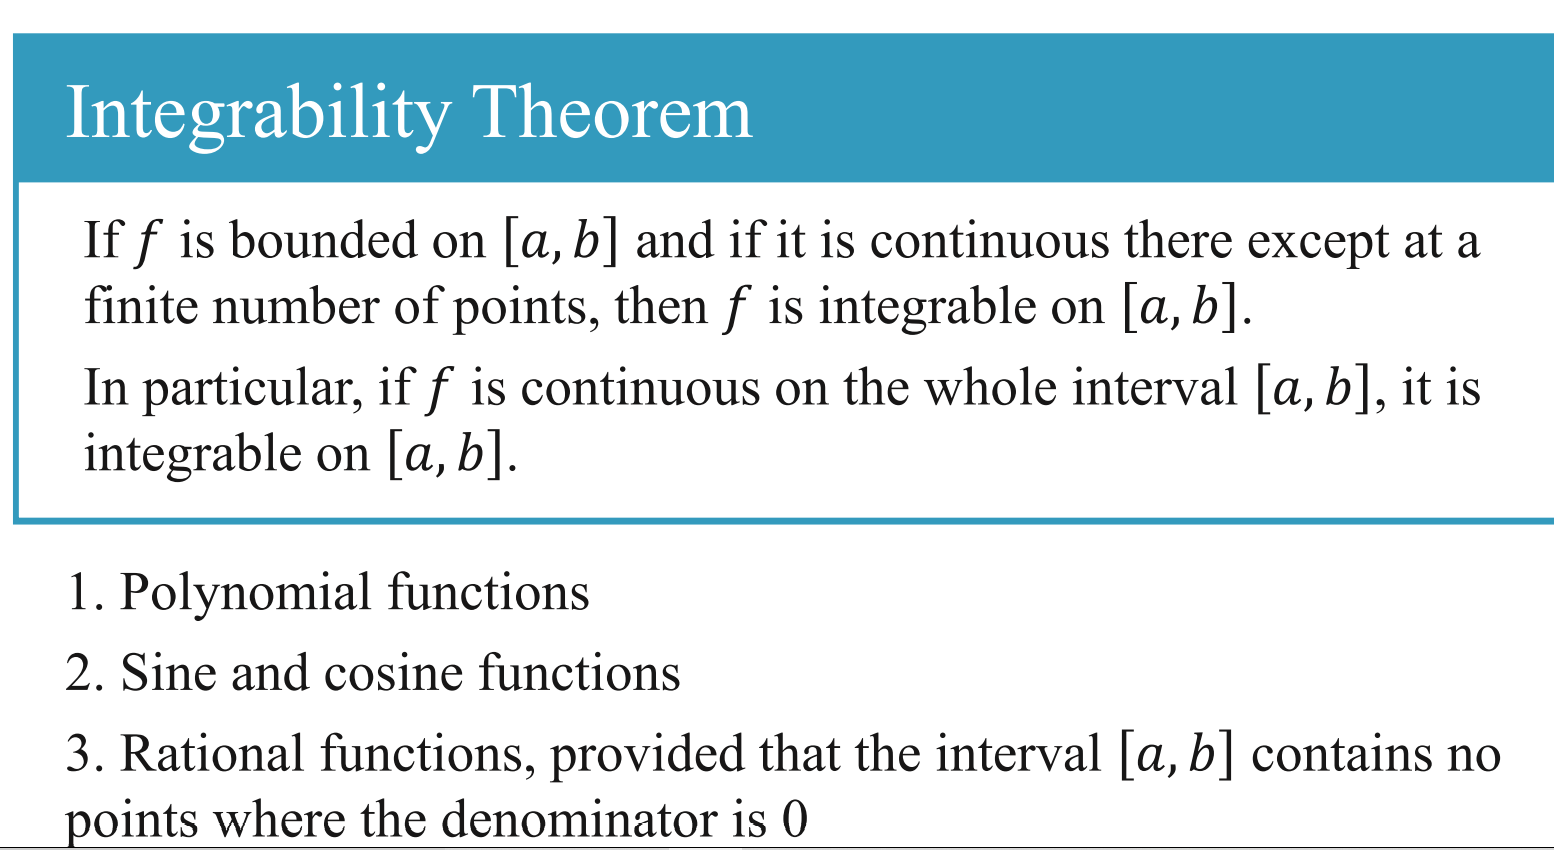 Integrability Theorem
If f is bounded on [a, b] and if it is continuous there except at a
finite number of points, then f is integrable on [a, b].
In particular, if f is continuous on the whole interval [a, b], it is
integrable on [a, b].
1. Polynomial functions
2. Sine and cosine functions
3. Rational functions, provided that the interval [a, b] contains no
points where the denominator is 0